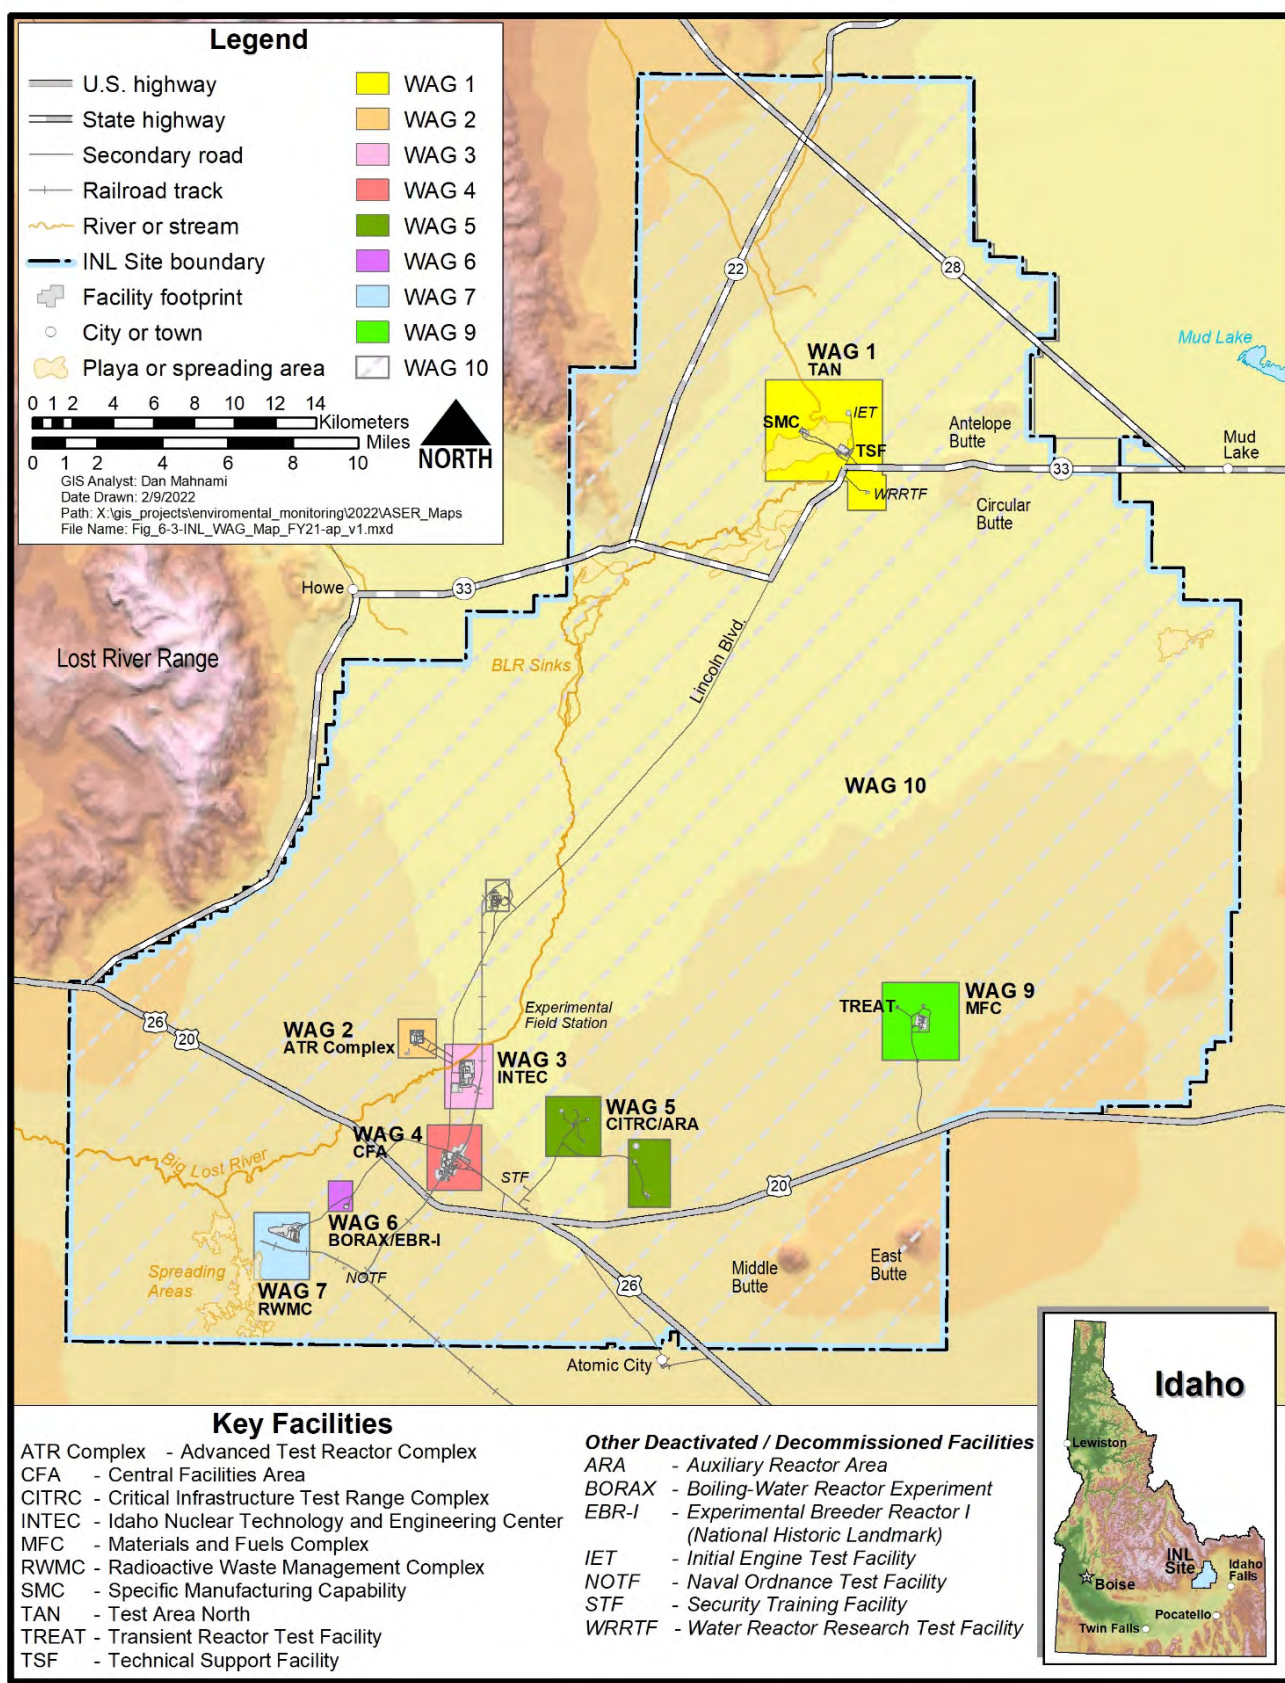 Legend
U.S. highway
State highway
Secondary road
Railroad track
River or stream
INL Site boundary
Facility footprint
City or town
Playa or spreading area
WAG 1
WAG 2
WAG 3
WAG 4
WAG 5
WAG 6
WAG 7
WAG 9
WAG 10
0 1 2 4 6 8 10 12 14
Kilometers
Miles
0 1 2 4 6 8 10
NORTH
GIS Analyst: Dan Mahnami
Date Drawn: 2/9/2022
Path: X:\gis_projects\enviromental_monitoring\2022\ASER_Maps
File Name: Fig_6-3-INL_WAG_Map_FY21-ap_v1.mxd
22
28
Mud Lake
WAG 1
TAN
IET
SMC
TSF
Antelope
Butte
33
Mud
Lake
WRRTF
Circular
Butte
Howe
33
Lost River Range
BLR Sinks
Lincoln Blvd.
WAG 10
Experimental
Field Station
26
20
WAG 2
ATR Complex
WAG 3
INTEC
TREAT
WAG 9
MFC
WAG 5
CITRC/ARA
WAG 4
CFA
Big Lost River
STF
20
WAG 6
BORAX/EBR-I
Spreading
Areas
WAG 7
RWMC
NOTF
26
Middle
Butte
East
Butte
Atomic City
Key Facilities
ATR Complex - Advanced Test Reactor Complex
CFA - Central Facilities Area
CITRC - Critical Infrastructure Test Range Complex
INTEC - Idaho Nuclear Technology and Engineering Center
MFC - Materials and Fuels Complex
RWMC - Radioactive Waste Management Complex
SMC - Specific Manufacturing Capability
TAN - Test Area North
TREAT - Transient Reactor Test Facility
TSF - Technical Support Facility
Other Deactivated / Decommissioned Facilities
ARA - Auxiliary Reactor Area
BORAX - Boiling-Water Reactor Experiment
EBR-I - Experimental Breeder Reactor I
(National Historic Landmark)
IET - Initial Engine Test Facility
NOTF - Naval Ordnance Test Facility
STF - Security Training Facility
WRRTF - Water Reactor Research Test Facility
Idaho
Lewiston
INL
Site
Idaho
Falls
Boise
Pocatello
Twin Falls